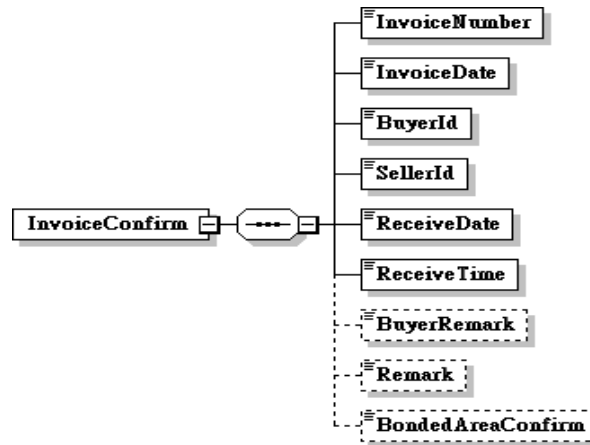 InvoiceNumber
InvoiceDate
BuyerId
SellerId
InvoiceConfirm
ReceiveDate
ReceiveTime
BuyerRemark
Remark
BondedAreaConfirm